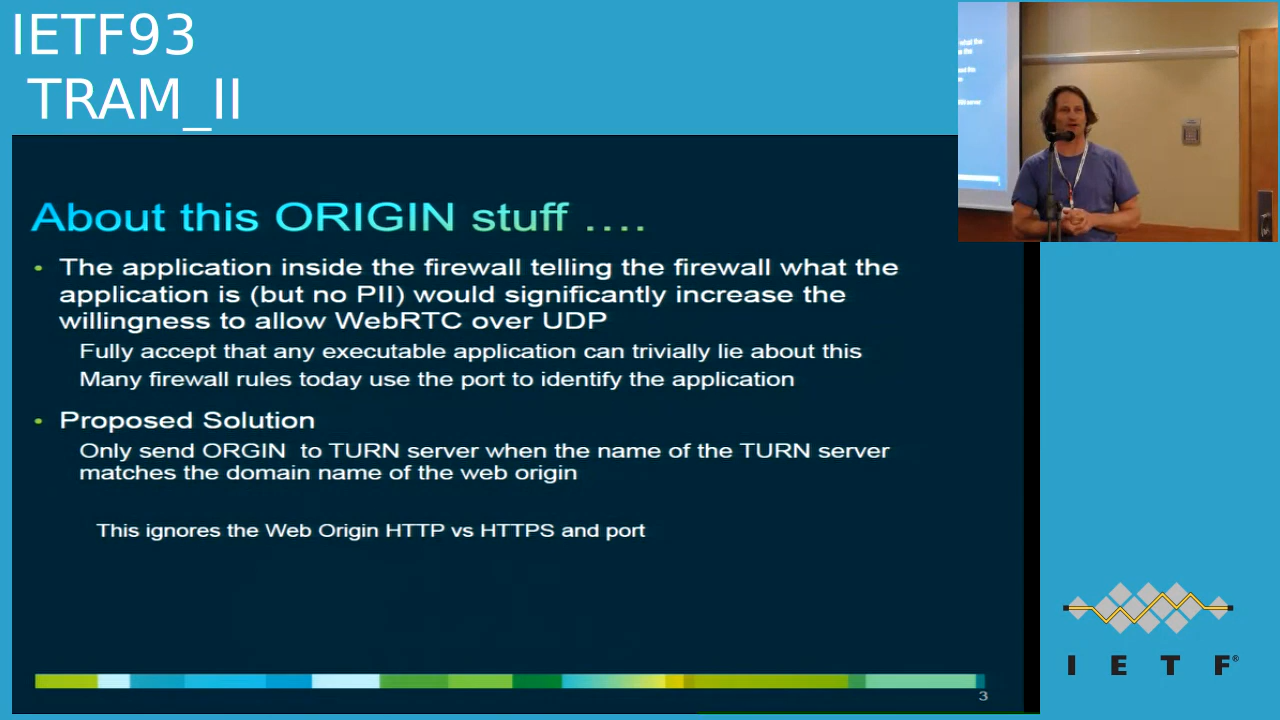 IETF93
TRAM_II
About this ORIGIN stuff ....
• The application inside the firewall telling the firewall what the
application is (but no PII) would significantly increase the
willingness to allow WebRTC over UDP
Fully accept that any executable application can trivially lie about this
Many firewall rules today use the port to identify the application
• Proposed Solution
Only send ORGIN to TURN server when the name of the TURN server
matches the domain name of the web origin
This ignores the Web Origin HTTP vs HTTPS and port
3
I E T F®